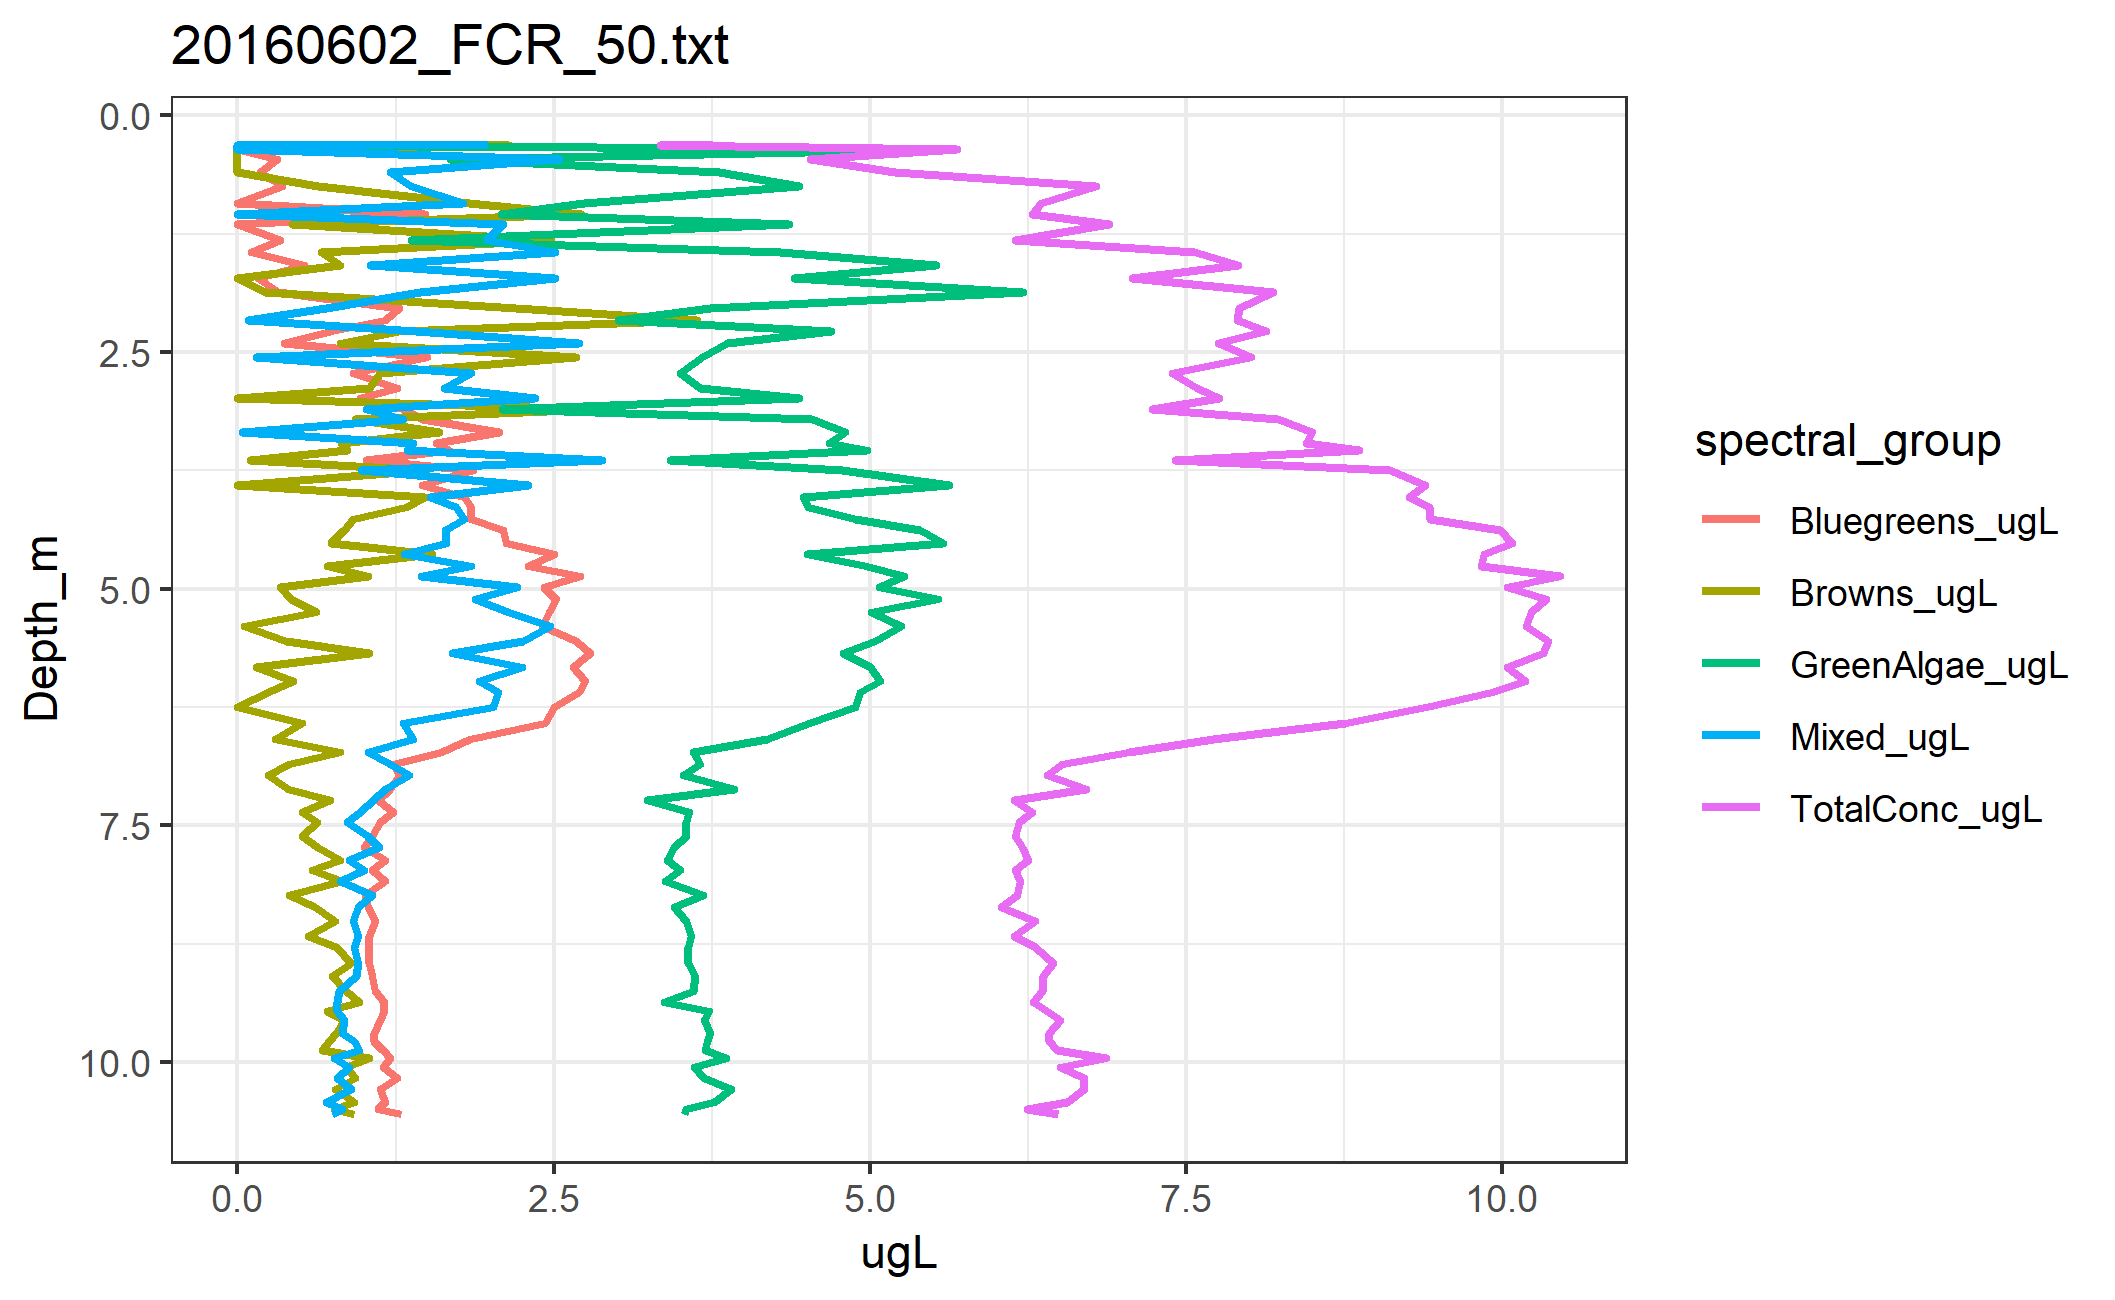 20160602_FCR_50.txt
0.0
2.5
5.0
7.5
10.0
Depth_m
0.0 2.5 5.0 7.5 10.0
ugL
spectral_group
Bluegreens_ugL
Browns_ugL
GreenAlgae_ugL
Mixed_ugL
TotalConc_ugL